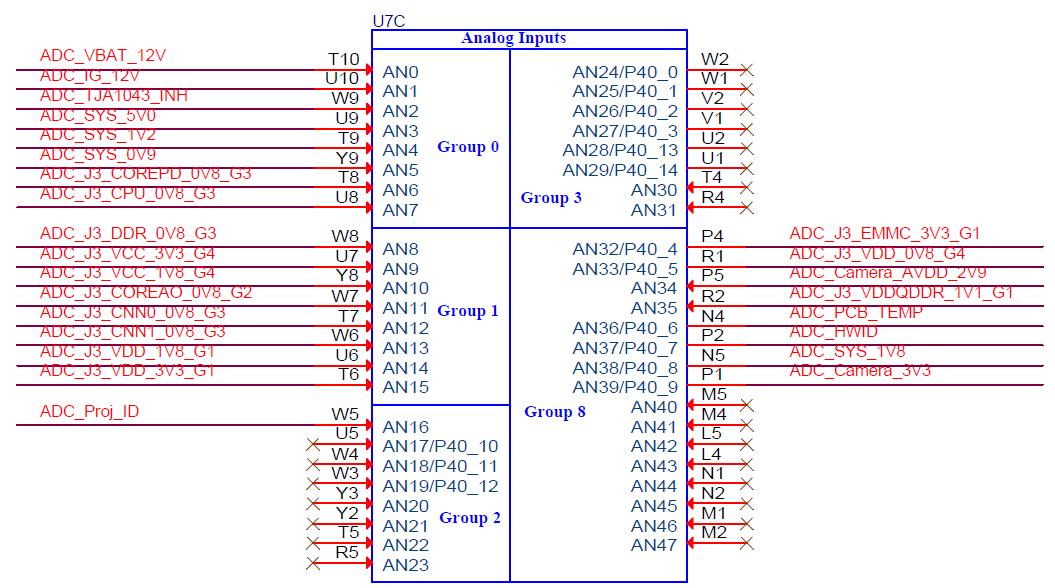 U7C
Analog Inputs
ADC_VBAT_12V T10 AN0
ADC_IG_12V U10 AN1
ADC_TJA1043_INH W9 AN2
ADC_SYS_5V0 U9 AN3
ADC_SYS_1V2 T9 AN4
ADC_SYS_0V9 Y9 AN5
ADC_J3_COREPD_0V8_G3 T8 AN6
ADC_J3_CPU_0V8_G3 U8 AN7
Group 0
ADC_J3_DDR_0V8_G3 W8 AN8
ADC_J3_VCC_3V3_G4 U7 AN9
ADC_J3_VCC_1V8_G4 Y8 AN10
ADC_J3_COREAO_0V8_G2 W7 AN11
ADC_J3_CNN0_0V8_G3 T7 AN12
ADC_J3_CNN1_0V8_G3 W6 AN13
ADC_J3_VDD_1V8_G1 U6 AN14
ADC_J3_VDD_3V3_G1 T6 AN15
Group 1
ADC_Proj_ID W5 AN16
U5 AN17/P40_10
W4 AN18/P40_11
W3 AN19/P40_12
Y3 AN20
Y2 AN21
T5 AN22
R5 AN23
Group 2
AN24/P40_0 W2
AN25/P40_1 W1
AN26/P40_2 V2
AN27/P40_3 V1
AN28/P40_13 U2
AN29/P40_14 U1
AN30 T4
AN31 R4
Group 3
AN32/P40_4 P4 ADC_J3_EMMC_3V3_G1
AN33/P40_5 R1 ADC_J3_VDD_0V8_G4
AN34 P5 ADC_Camera_AVDD_2V9
AN35 R2 ADC_J3_VDDQDDR_1V1_G1
AN36/P40_6 N4 ADC_PCB_TEMP
AN37/P40_7 P2 ADC_HWID
AN38/P40_8 N5 ADC_SYS_1V8
AN39/P40_9 P1 ADC_Camera_3V3
AN40 M5
AN41 M4
AN42 L5
AN43 L4
AN44 N1
AN45 N2
AN46 M1
AN47 M2
Group 8